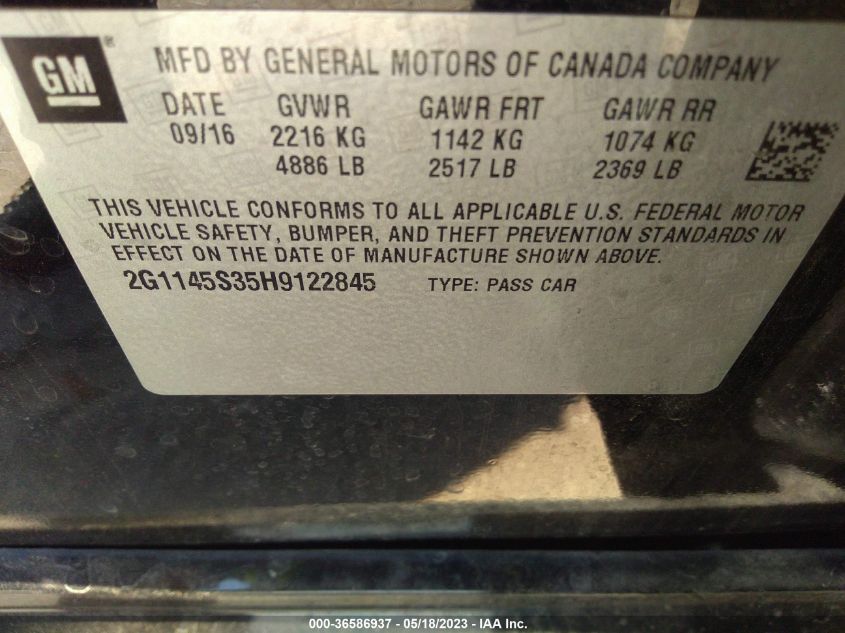 GM ®
MFD BY GENERAL MOTORS OF CANADA COMPANY
DATE GVWR GAWR FRT GAWR RR
09/16 2216 KG 1142 KG 1074 KG
4886 LB 2517 LB 2369 LB
THIS VEHICLE CONFORMS TO ALL APPLICABLE U.S. FEDERAL MOTOR
VEHICLE SAFETY, BUMPER, AND THEFT PREVENTION STANDARDS IN
EFFECT ON THE DATE OF MANUFACTURE SHOWN ABOVE.
2G1145S35H9122845 TYPE: PASS CAR
000-36586937 - 05/18/2023 - IAA Inc.